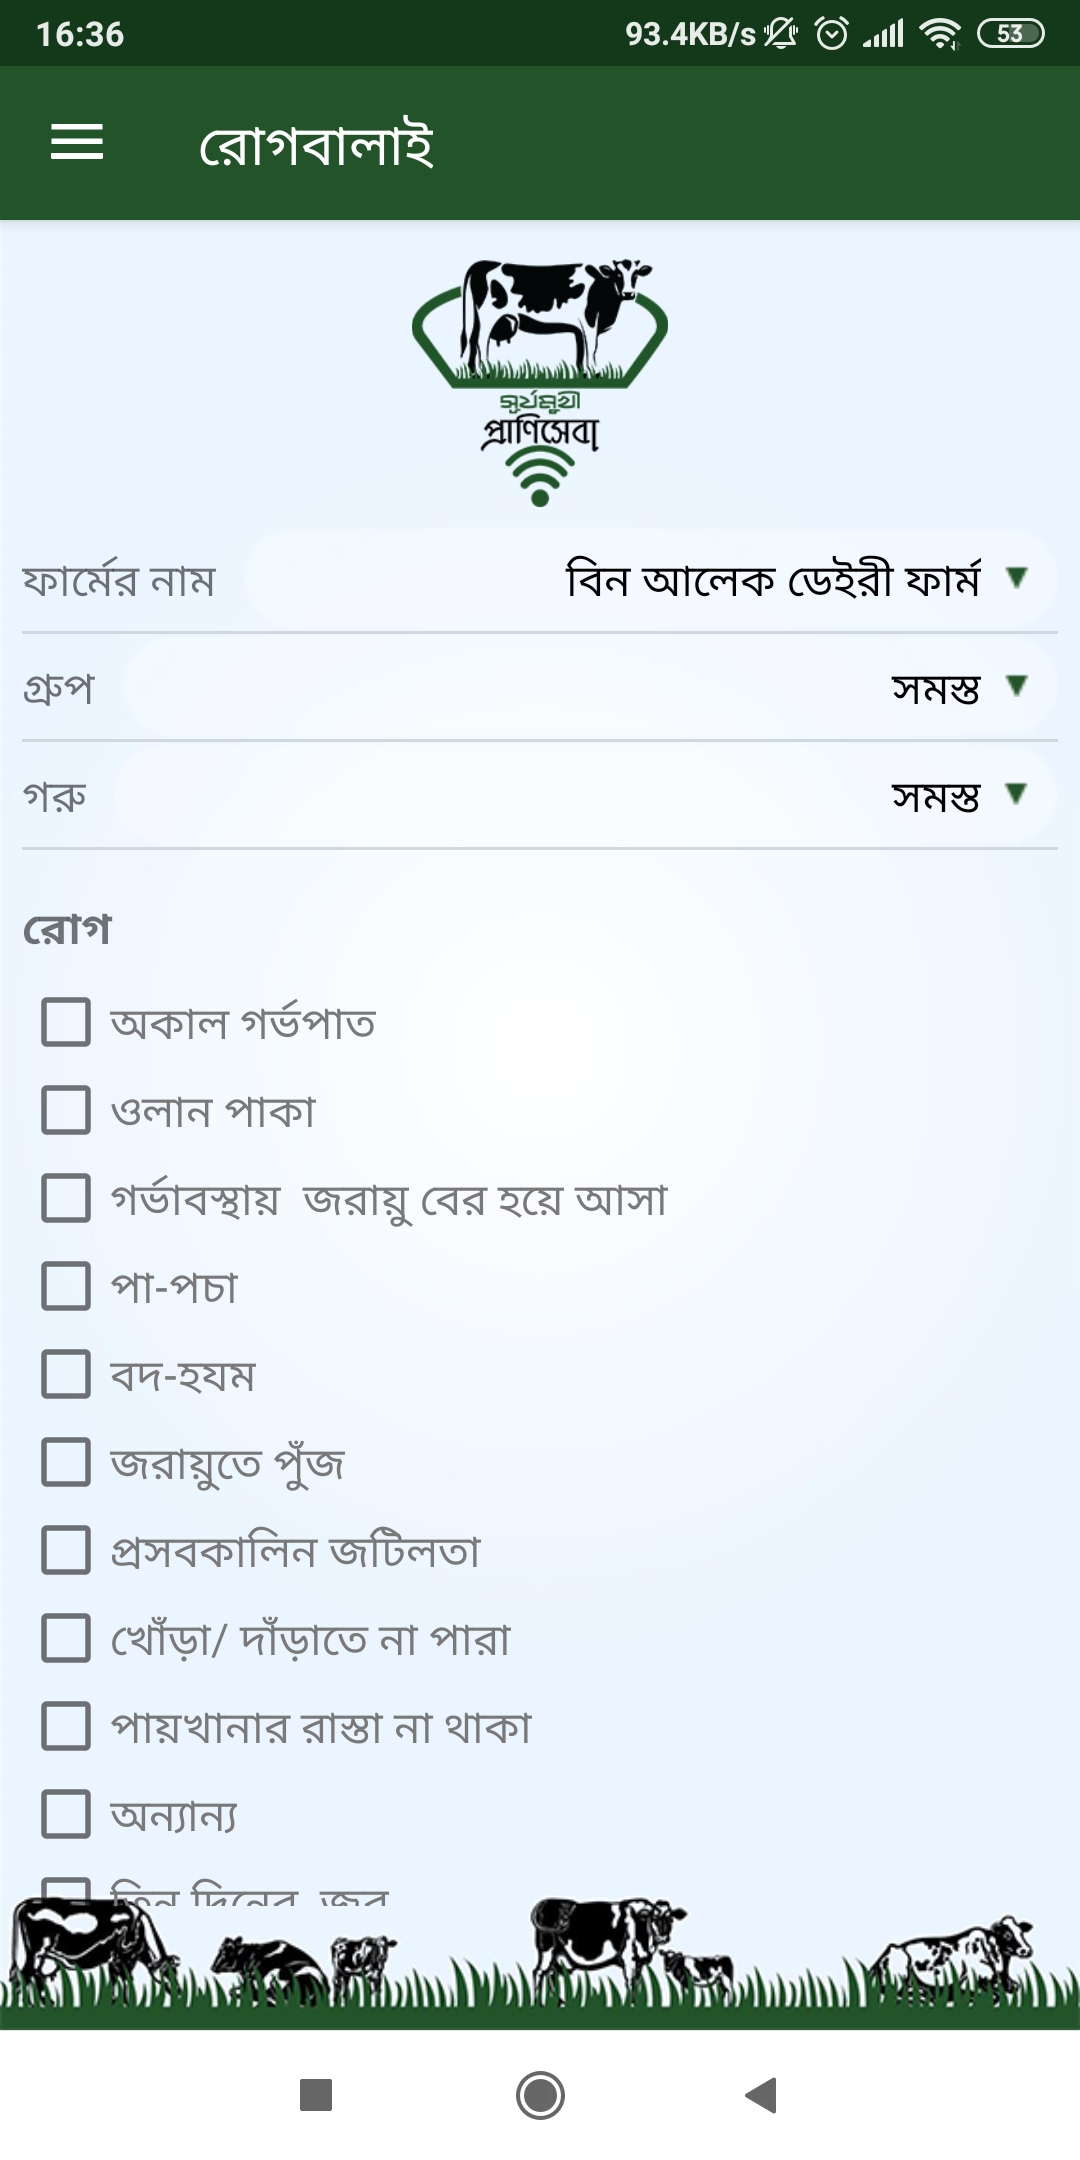 16:36 93.4KB/s 53
রোগবালাই
সূর্যমুখী
প্রাণিসেবা
ফার্মের নাম বিন আলেক ডেইরী ফার্ম
গ্রুপ সমস্ত
গরু সমস্ত
রোগ
অকাল গর্ভপাত
ওলান পাকা
গর্ভাবস্থায়  জরায়ু বের হয়ে আসা
পা-পচা
বদ-হযম
জরায়ুতে পুঁজ
প্রসবকালিন জটিলতা
খোঁড়া/ দাঁড়াতে না পারা
পায়খানার রাস্তা না থাকা
অন্যান্য
তিন দিনের